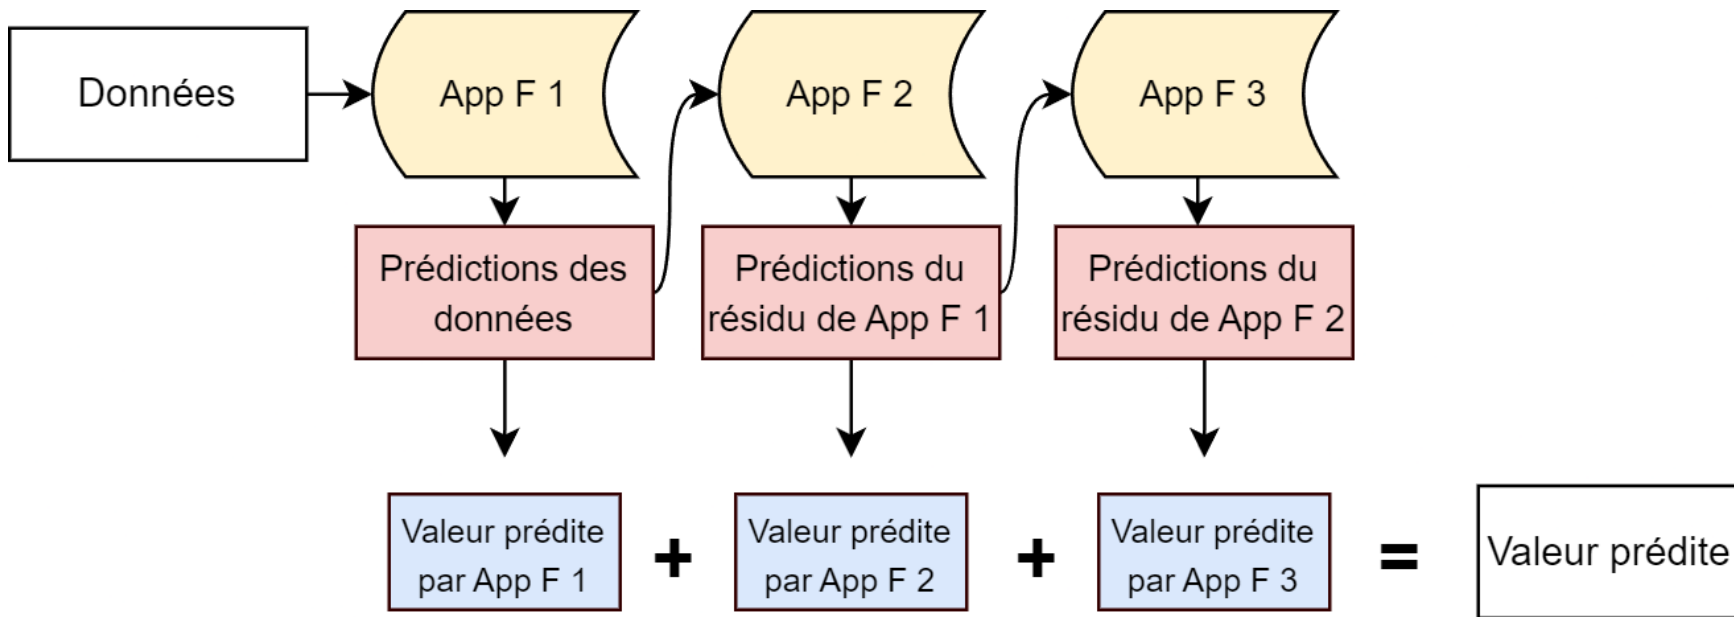 Données
App F 1
App F 2
App F 3
Prédictions des
données
Prédictions du
résidu de App F 1
Prédictions du
résidu de App F 2
Valeur prédite
par App F 1
+
Valeur prédite
par App F 2
+
Valeur prédite
par App F 3
=
Valeur prédite